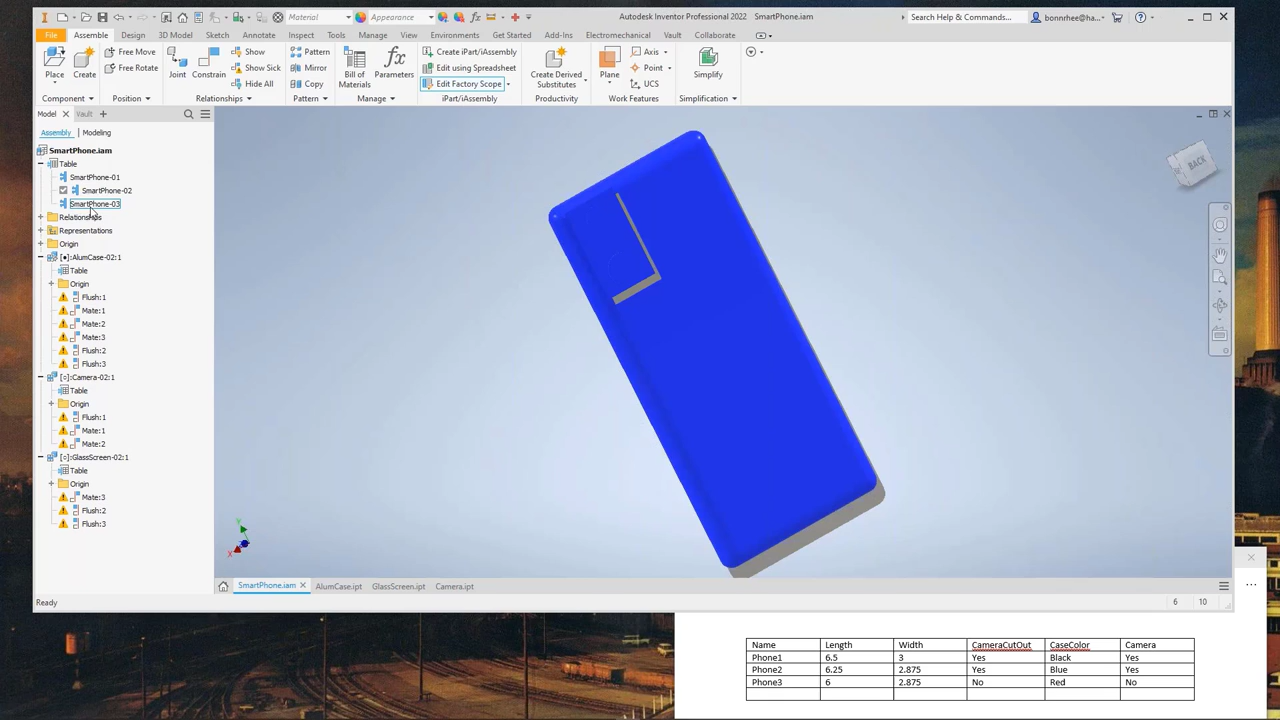 Material
Appearance
Autodesk Inventor Professional 2022 SmartPhone.iam
Search Help & Commands...
bonnrhee@ha...
File Assemble Design 3D Model Sketch Annotate Inspect Tools Manage View Environments Get Started Add-Ins Electromechanical Vault Collaborate
Place
Create
Free Move
Free Rotate
Joint
Constrain
Show
Show Sick
Hide All
Pattern
Mirror
Copy
Bill of
Materials
Parameters
Create iPart/iAssembly
Edit using Spreadsheet
Edit Factory Scope
Create Derived
Substitutes
Plane
Axis
Point
UCS
Simplify
Component Position Relationships Pattern Manage iPart/iAssembly Productivity Work Features Simplification
Model Vault
Assembly Modeling
SmartPhone.iam
Table
SmartPhone-01
SmartPhone-02
SmartPhone-03
Relationships
Representations
Origin
[●]:AlumCase-02:1
Table
Origin
Flush:1
Mate:1
Mate:2
Mate:3
Flush:2
Flush:3
[○]:Camera-02:1
Table
Origin
Flush:1
Mate:1
Mate:2
[○]:GlassScreen-02:1
Table
Origin
Mate:3
Flush:2
Flush:3
BACK
Y
X
SmartPhone.iam AlumCase.ipt GlassScreen.ipt Camera.ipt
Ready
6 10
Name Length Width CameraCutOut CaseColor Camera
Phone1 6.5 3 Yes Black Yes
Phone2 6.25 2.875 Yes Blue Yes
Phone3 6 2.875 No Red No